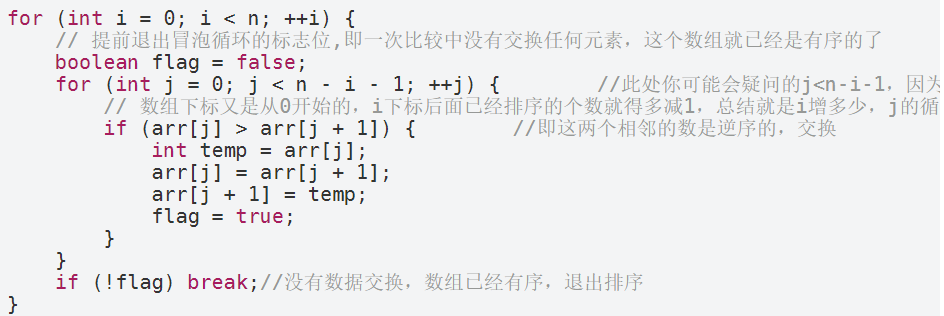 for (int i = 0; i < n; ++i) {
    // 提前退出冒泡循环的标志位,即一次比较中没有交换任何元素，这个数组就已经是有序的了
    boolean flag = false;
    for (int j = 0; j < n - i - 1; ++j) {        //此处你可能会疑问的j<n-i-1，因为
        // 数组下标又是从0开始的，i下标后面已经排序的个数就得多减1，总结就是i增多少，j的循
        if (arr[j] > arr[j + 1]) {        //即这两个相邻的数是逆序的，交换
            int temp = arr[j];
            arr[j] = arr[j + 1];
            arr[j + 1] = temp;
            flag = true;
        }
    }
    if (!flag) break;//没有数据交换，数组已经有序，退出排序
}